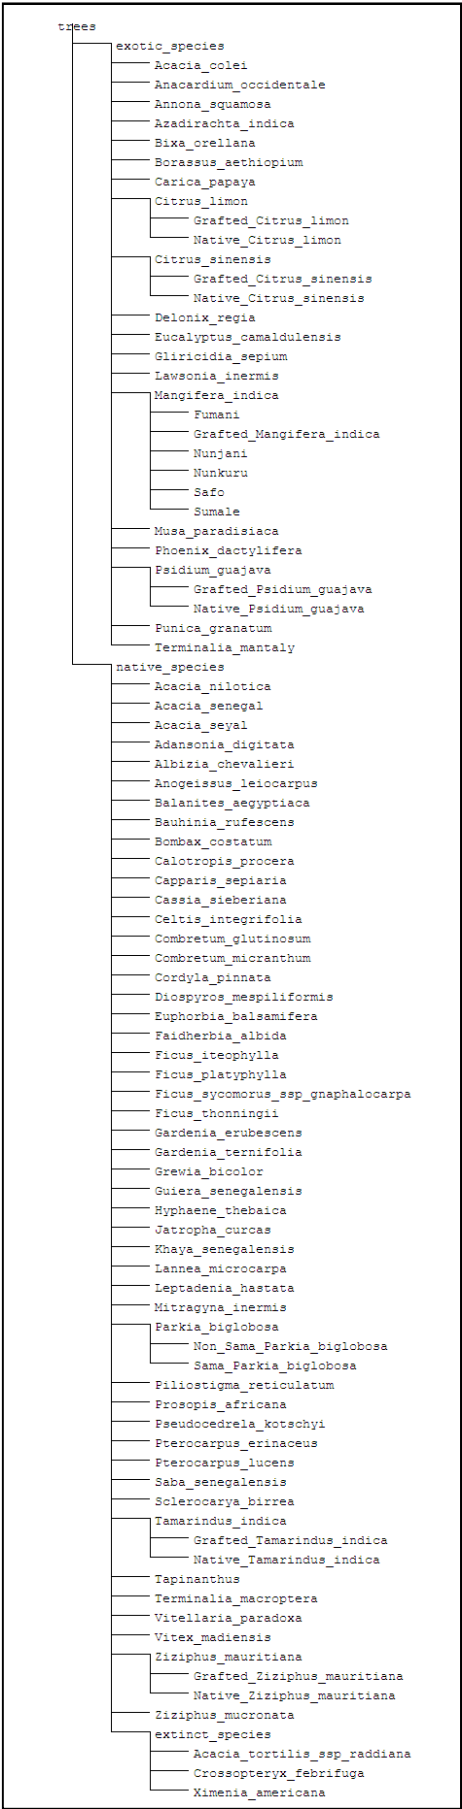 trees
exotic_species
Acacia_colei
Anacardium_occidentale
Annona_squamosa
Azadirachta_indica
Bixa_orellana
Borassus_aethiopium
Carica_papaya
Citrus_limon
Grafted_Citrus_limon
Native_Citrus_limon
Citrus_sinensis
Grafted_Citrus_sinensis
Native_Citrus_sinensis
Delonix_regia
Eucalyptus_camaldulensis
Gliricidia_sepium
Lawsonia_inermis
Mangifera_indica
Fumani
Grafted_Mangifera_indica
Nunjani
Nunkuru
Safo
Sumale
Musa_paradisiaca
Phoenix_dactylifera
Psidium_guajava
Grafted_Psidium_guajava
Native_Psidium_guajava
Punica_granatum
Terminalia_mantaly
native_species
Acacia_nilotica
Acacia_senegal
Acacia_seyal
Adansonia_digitata
Albizia_chevalieri
Anogeissus_leiocarpus
Balanites_aegyptiaca
Bauhinia_rufescens
Bombax_costatum
Calotropis_procera
Capparis_sepiaria
Cassia_sieberiana
Celtis_integrifolia
Combretum_glutinosum
Combretum_micranthum
Cordyla_pinnata
Diospyros_mespiliformis
Euphorbia_balsamifera
Faidherbia_albida
Ficus_iteophylla
Ficus_platyphylla
Ficus_sycomorus_ssp_gnaphalocarpa
Ficus_thonningii
Gardenia_erubescens
Gardenia_ternifolia
Grewia_bicolor
Guiera_senegalensis
Hyphaene_thebaica
Jatropha_curcas
Khaya_senegalensis
Lannea_microcarpa
Leptadenia_hastata
Mitragyna_inermis
Parkia_biglobosa
Non_Sama_Parkia_biglobosa
Sama_Parkia_biglobosa
Piliostigma_reticulatum
Prosopis_africana
Pseudocedrela_kotschyi
Pterocarpus_erinaceus
Pterocarpus_lucens
Saba_senegalensis
Sclerocarya_birrea
Tamarindus_indica
Grafted_Tamarindus_indica
Native_Tamarindus_indica
Tapinanthus
Terminalia_macroptera
Vitellaria_paradoxa
Vitex_madiensis
Ziziphus_mauritiana
Grafted_Ziziphus_mauritiana
Native_Ziziphus_mauritiana
Ziziphus_mucronata
extinct_species
Acacia_tortilis_ssp_raddiana
Crossopteryx_febrifuga
Ximenia_americana